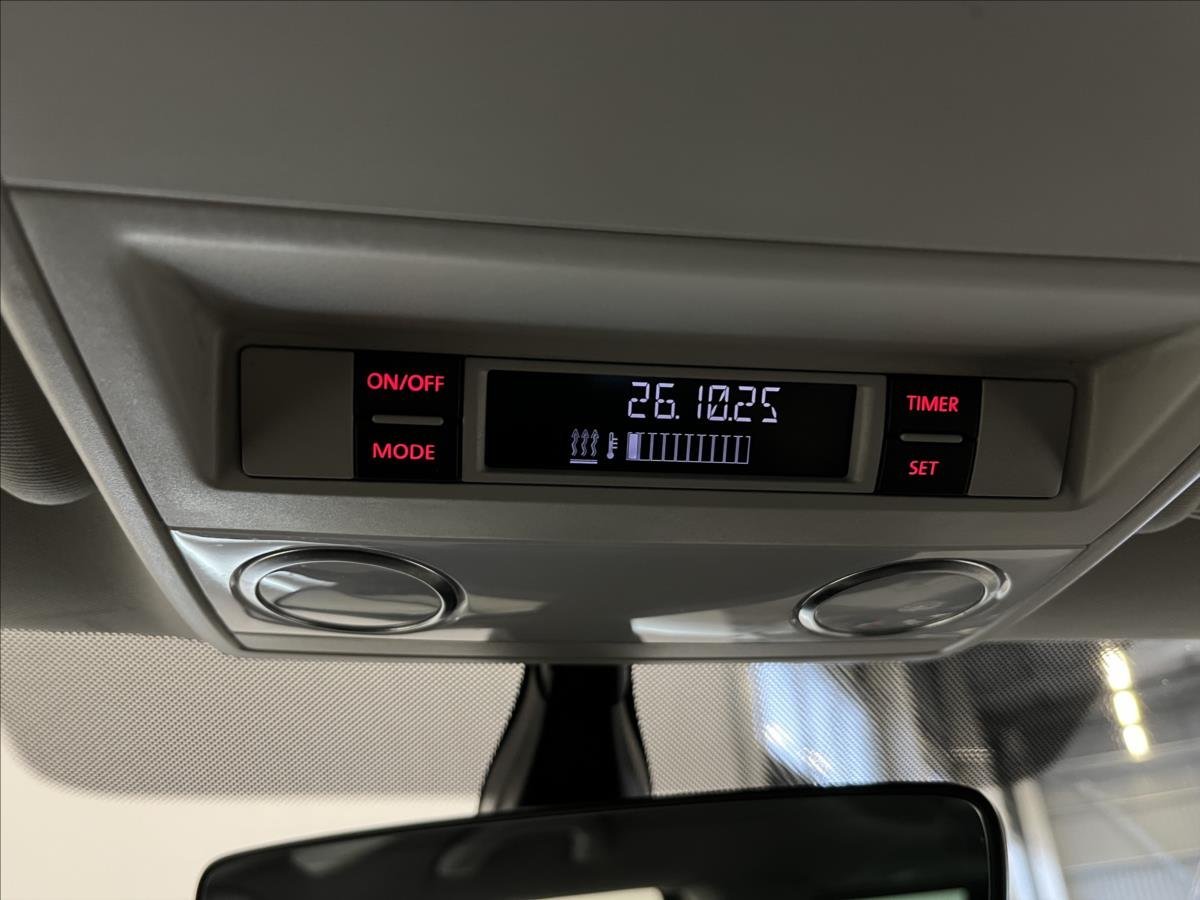 ON/OFF
MODE
26.10.25
TIMER
SET